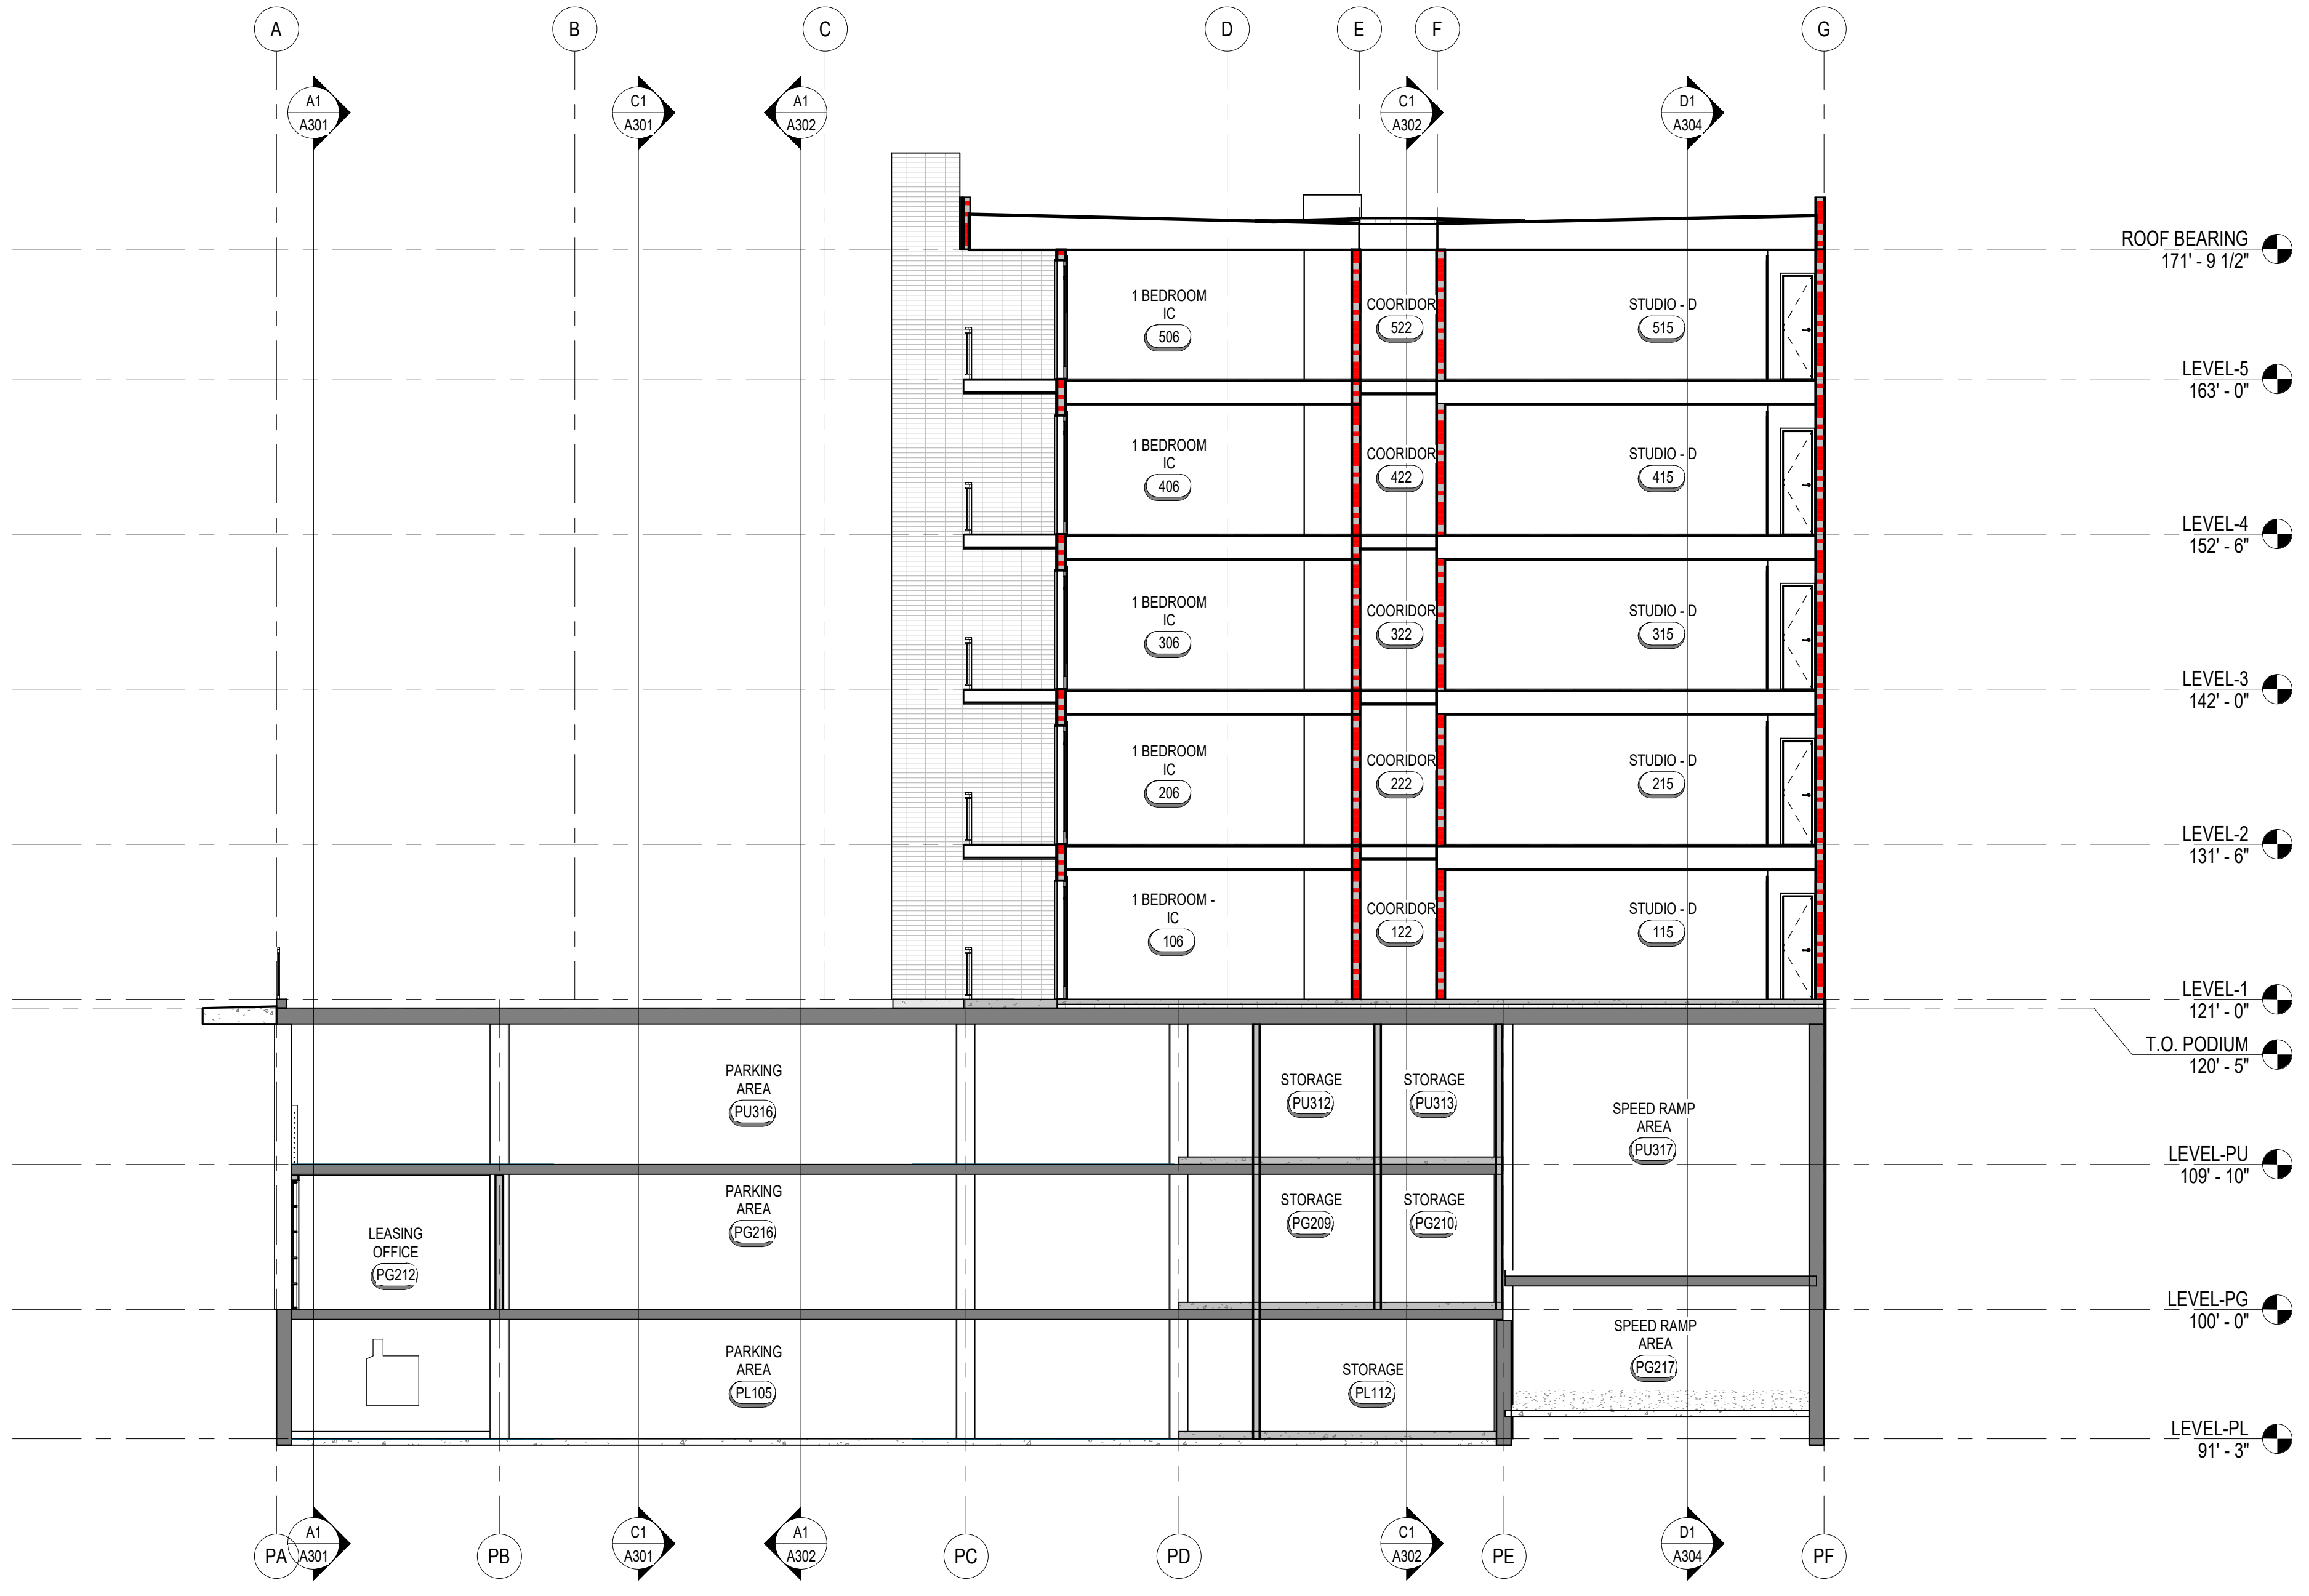 A
B
C
D
E
F
G
A1
A301
C1
A301
A1
A302
C1
A302
D1
A304
ROOF BEARING
171' - 9 1/2"
1 BEDROOM
IC
506
COORIDOR
522
STUDIO - D
515
LEVEL-5
163' - 0"
1 BEDROOM
IC
406
COORIDOR
422
STUDIO - D
415
LEVEL-4
152' - 6"
1 BEDROOM
IC
306
COORIDOR
322
STUDIO - D
315
LEVEL-3
142' - 0"
1 BEDROOM
IC
206
COORIDOR
222
STUDIO - D
215
LEVEL-2
131' - 6"
1 BEDROOM -
IC
106
COORIDOR
122
STUDIO - D
115
LEVEL-1
121' - 0"
T.O. PODIUM
120' - 5"
PARKING
AREA
PU316
STORAGE
PU312
STORAGE
PU313
SPEED RAMP
AREA
PU317
LEVEL-PU
109' - 10"
LEASING
OFFICE
PG212
PARKING
AREA
PG216
STORAGE
PG209
STORAGE
PG210
LEVEL-PG
100' - 0"
PARKING
AREA
PL105
STORAGE
PL112
SPEED RAMP
AREA
PG217
LEVEL-PL
91' - 3"
PA
A1
A301
PB
C1
A301
A1
A302
PC
PD
C1
A302
PE
D1
A304
PF